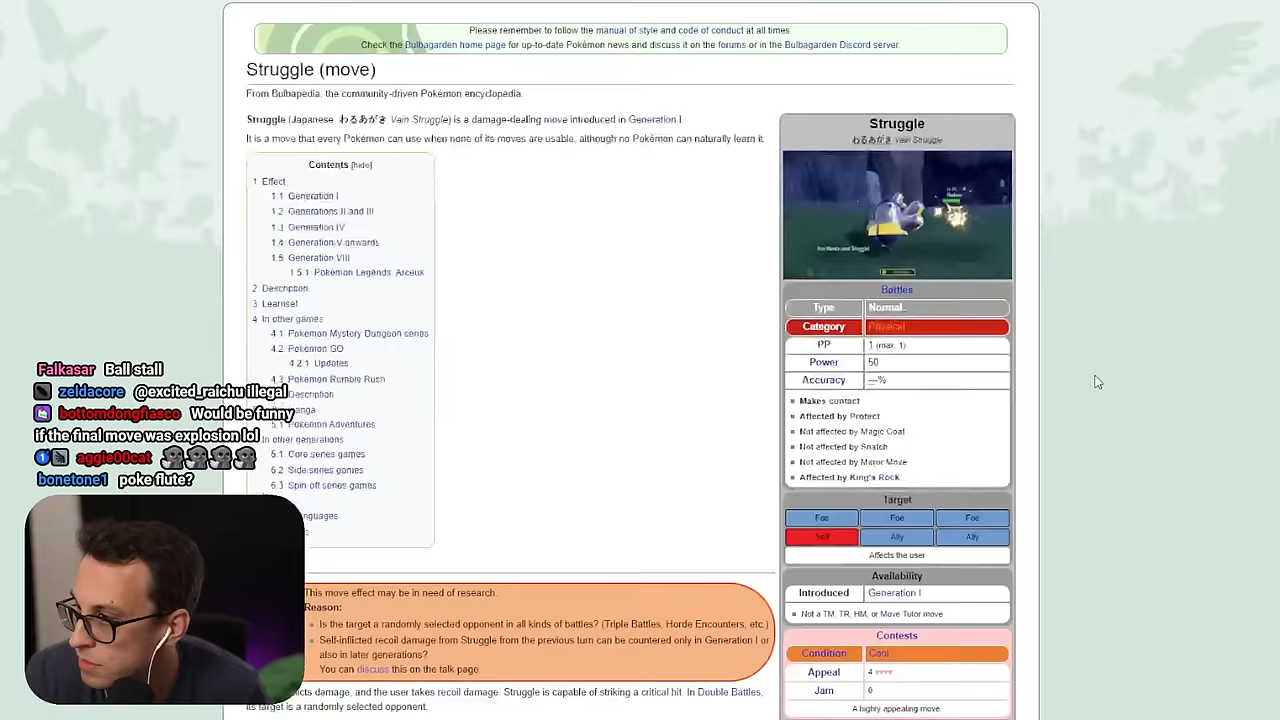 Please remember to follow the manual of style and code of conduct at all times.
Check the Bulbagarden home page for up-to-date Pokémon news and discuss it on the forums or in the Bulbagarden Discord server.
Struggle (move)
From Bulbapedia, the community-driven Pokémon encyclopedia.
Struggle (Japanese わるあがき Vain Struggle) is a damage-dealing move introduced in Generation I
It is a move that every Pokémon can use when none of its moves are usable, although no Pokémon can naturally learn it
Contents [hide]
1 Effect
1.1 Generation I
1.2 Generations II and III
1.3 Generation IV
1.4 Generation V onwards
1.5 Generation VIII
1.5.1 Pokémon Legends: Arceus
2 Description
3 Learnset
4 In other games
4.1 Pokémon Mystery Dungeon series
4.2 Pokémon GO
4.2.1 Updates
4.3 Pokémon Rumble Rush
Description
anga
5.1 Pokémon Adventures
In other generations
6.1 Core series games
6.2 Side series games
6.3 Spin-off series games
nguages
Struggle
わるあがき Vain Struggle
Battles
Type Normal
Category Physical
PP 1 (max. 1)
Power 50
Accuracy —%
Makes contact
Affected by Protect
Not affected by Magic Coat
Not affected by Snatch
Not affected by Mirror Move
Affected by King's Rock
Target
Foe Foe Foe
Self Ally Ally
Affects the user
Availability
Introduced Generation I
Not a TM, TR, HM, or Move Tutor move
Contests
Condition Cool
Appeal 4 ♥♥♥♥
Jam 0
A highly appealing move
This move effect may be in need of research.
Reason:
Is the target a randomly selected opponent in all kinds of battles? (Triple Battles, Horde Encounters, etc.)
Self-inflicted recoil damage from Struggle from the previous turn can be countered only in Generation I or
also in later generations?
You can discuss this on the talk page
icts damage, and the user takes recoil damage. Struggle is capable of striking a critical hit. In Double Battles,
its target is a randomly selected opponent.
Falkasar Ball stall
zeldacore @excited_raichu illegal
bottomdongfiasco Would be funny
if the final move was explosion lol
aggie00cat
bonetone1 poke flute?